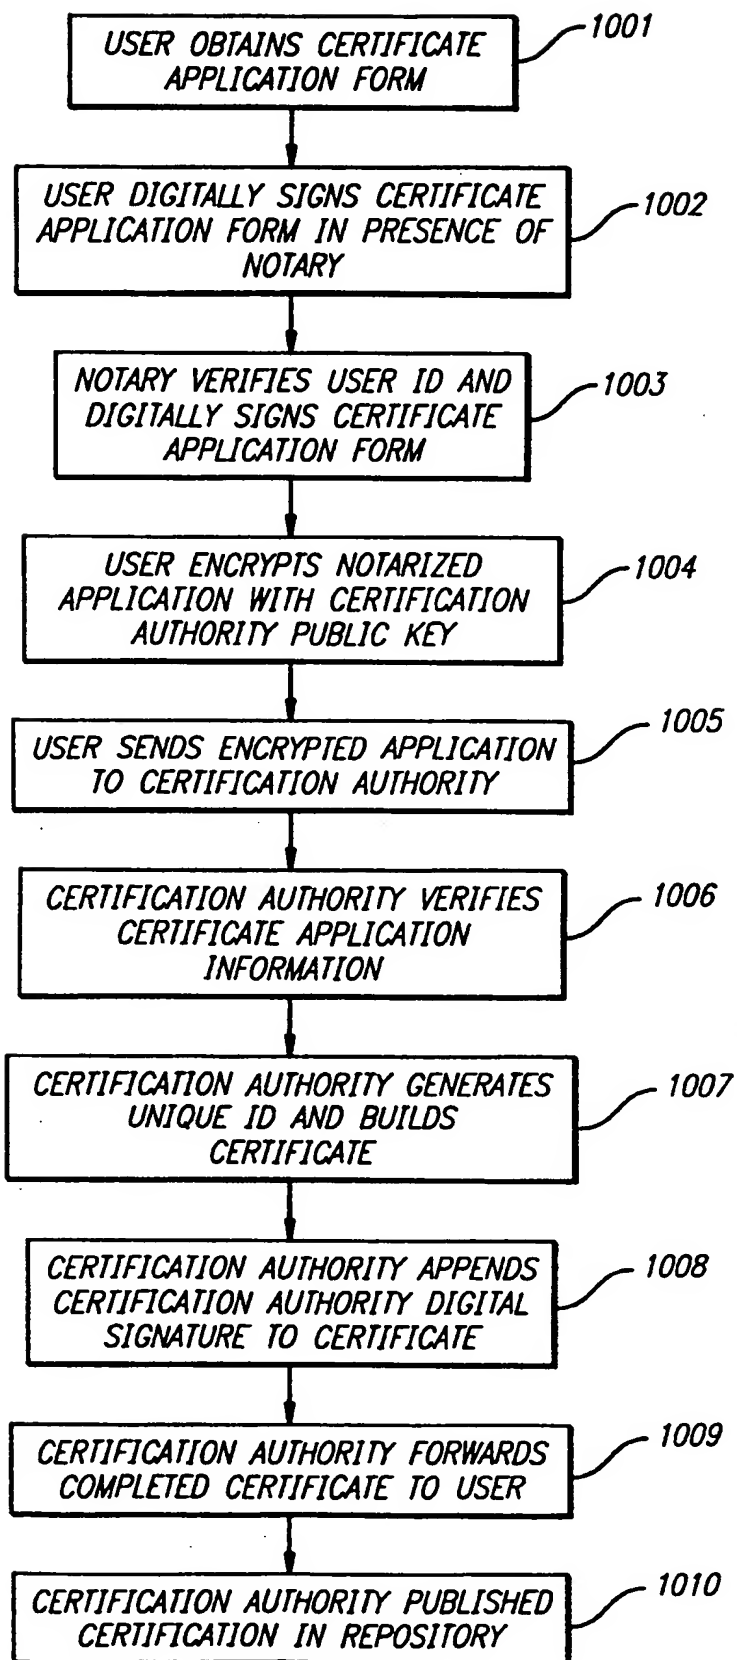 USER OBTAINS CERTIFICATE
APPLICATION FORM
1001
USER DIGITALLY SIGNS CERTIFICATE
APPLICATION FORM IN PRESENCE OF
NOTARY
1002
NOTARY VERIFIES USER ID AND
DIGITALLY SIGNS CERTIFICATE
APPLICATION FORM
1003
USER ENCRYPTS NOTARIZED
APPLICATION WITH CERTIFICATION
AUTHORITY PUBLIC KEY
1004
USER SENDS ENCRYPTED APPLICATION
TO CERTIFICATION AUTHORITY
1005
CERTIFICATION AUTHORITY VERIFIES
CERTIFICATE APPLICATION
INFORMATION
1006
CERTIFICATION AUTHORITY GENERATES
UNIQUE ID AND BUILDS
CERTIFICATE
1007
CERTIFICATION AUTHORITY APPENDS
CERTIFICATION AUTHORITY DIGITAL
SIGNATURE TO CERTIFICATE
1008
CERTIFICATION AUTHORITY FORWARDS
COMPLETED CERTIFICATE TO USER
1009
CERTIFICATION AUTHORITY PUBLISHED
CERTIFICATION IN REPOSITORY
1010